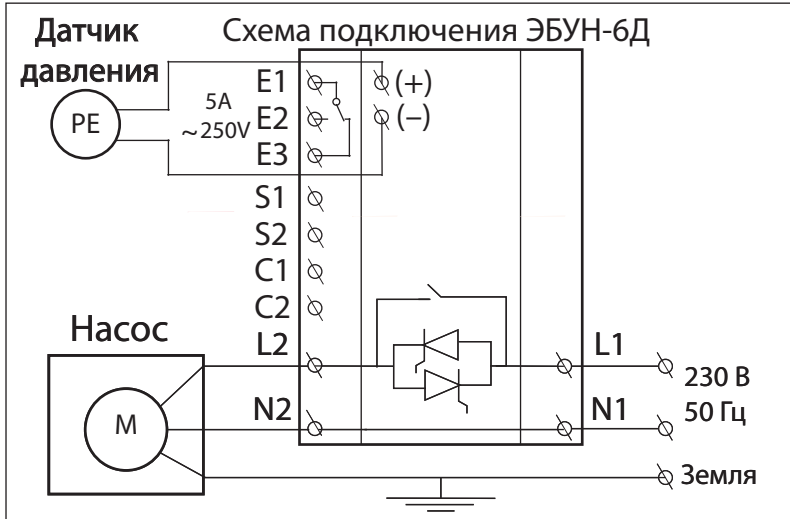 Датчик
давления
Схема подключения ЭБУН-6Д
PE
5А
~250V
E1
E2
E3
(+)
(−)
S1
S2
C1
C2
Насос
M
L2
N2
L1
N1
230 В
50 Гц
Земля